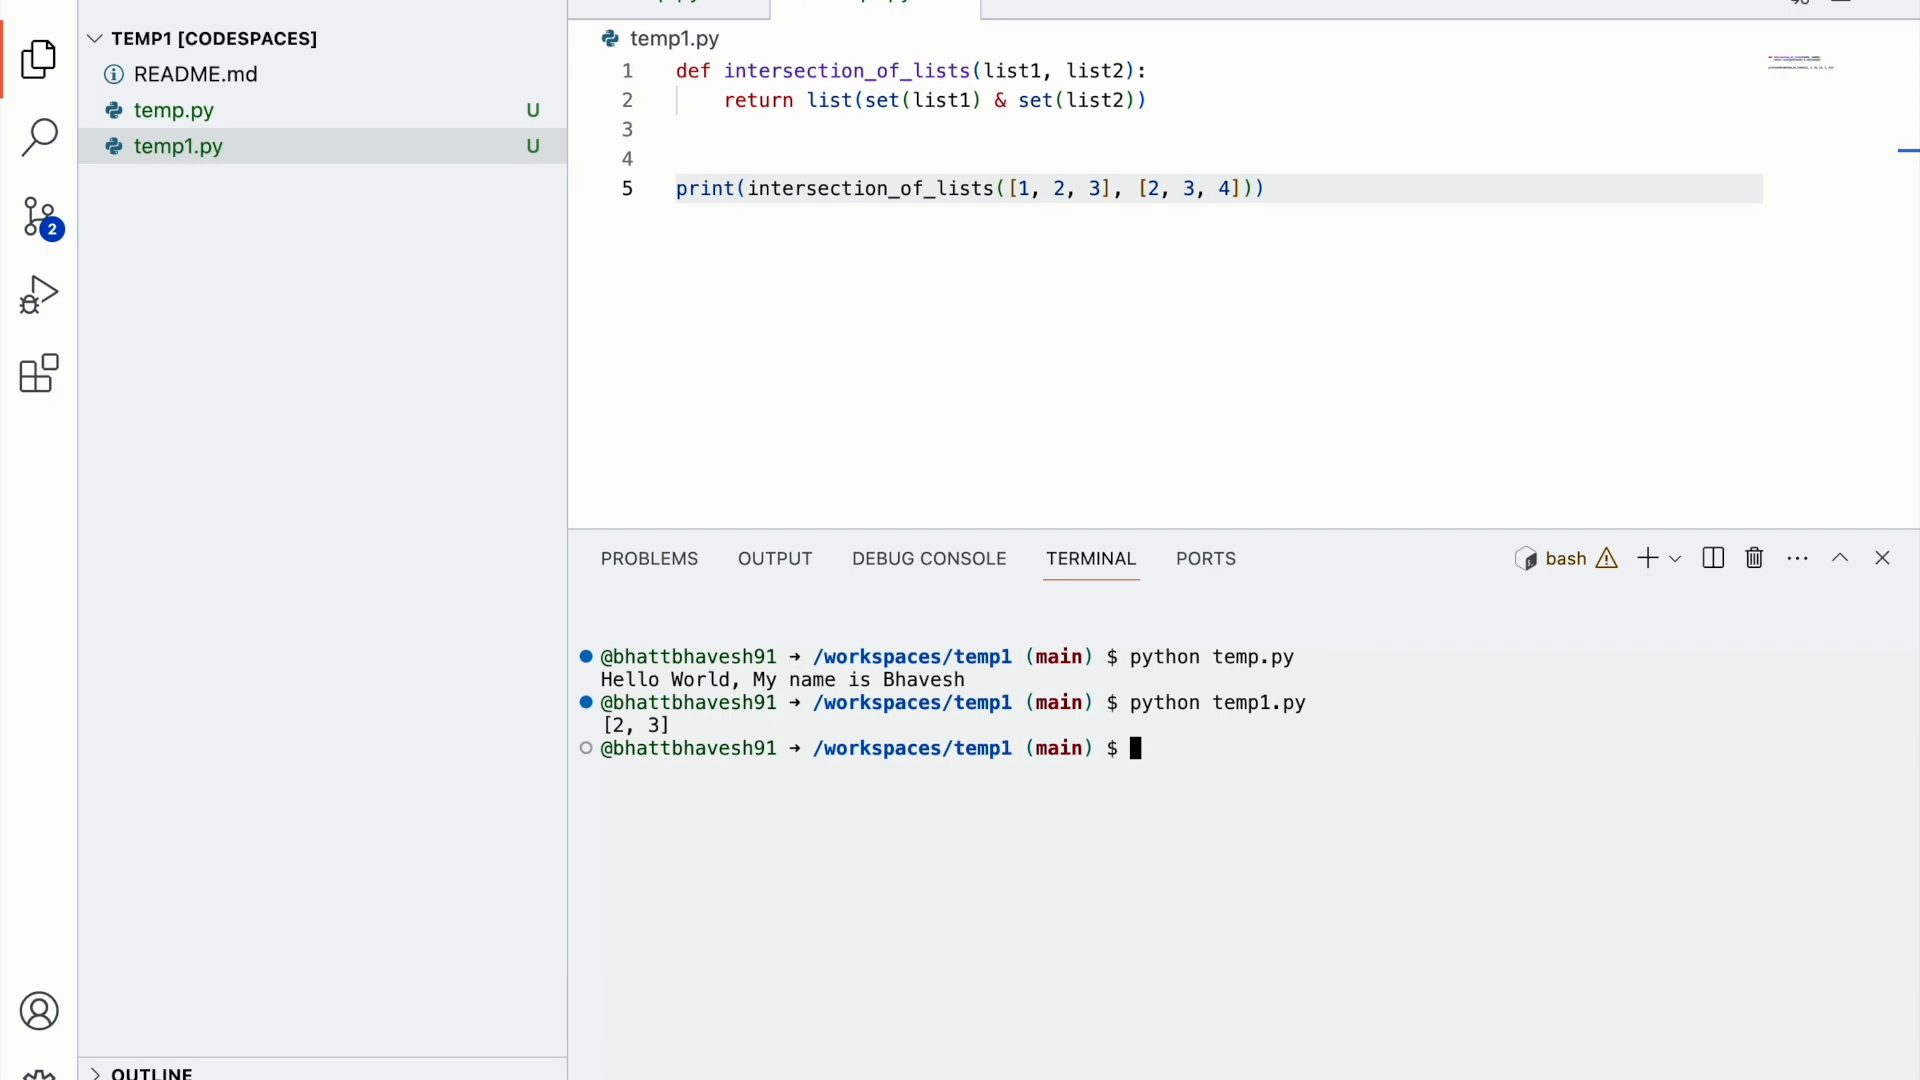 TEMP1 [CODESPACES]
README.md
temp.py U
temp1.py U
2
OUTLINE
temp1.py
1 def intersection_of_lists(list1, list2):
2 return list(set(list1) & set(list2))
3
4
5 print(intersection_of_lists([1, 2, 3], [2, 3, 4]))
PROBLEMS OUTPUT DEBUG CONSOLE TERMINAL PORTS bash
@bhattbhavesh91 → /workspaces/temp1 (main) $ python temp.py
Hello World, My name is Bhavesh
@bhattbhavesh91 → /workspaces/temp1 (main) $ python temp1.py
[2, 3]
@bhattbhavesh91 → /workspaces/temp1 (main) $